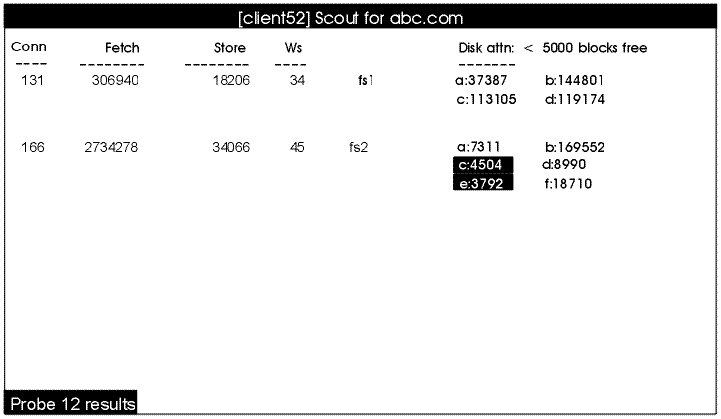 [client52] Scout for abc.com
Conn Fetch Store Ws Disk attn: < 5000 blocks free
---- -------- -------- ---- -------
131 306940 18206 34 fs1 a:37387 b:144801
c:113105 d:119174
166 2734278 34066 45 fs2 a:7311 b:169552
c:4504 d:8990
e:3792 f:18710
Probe 12 results